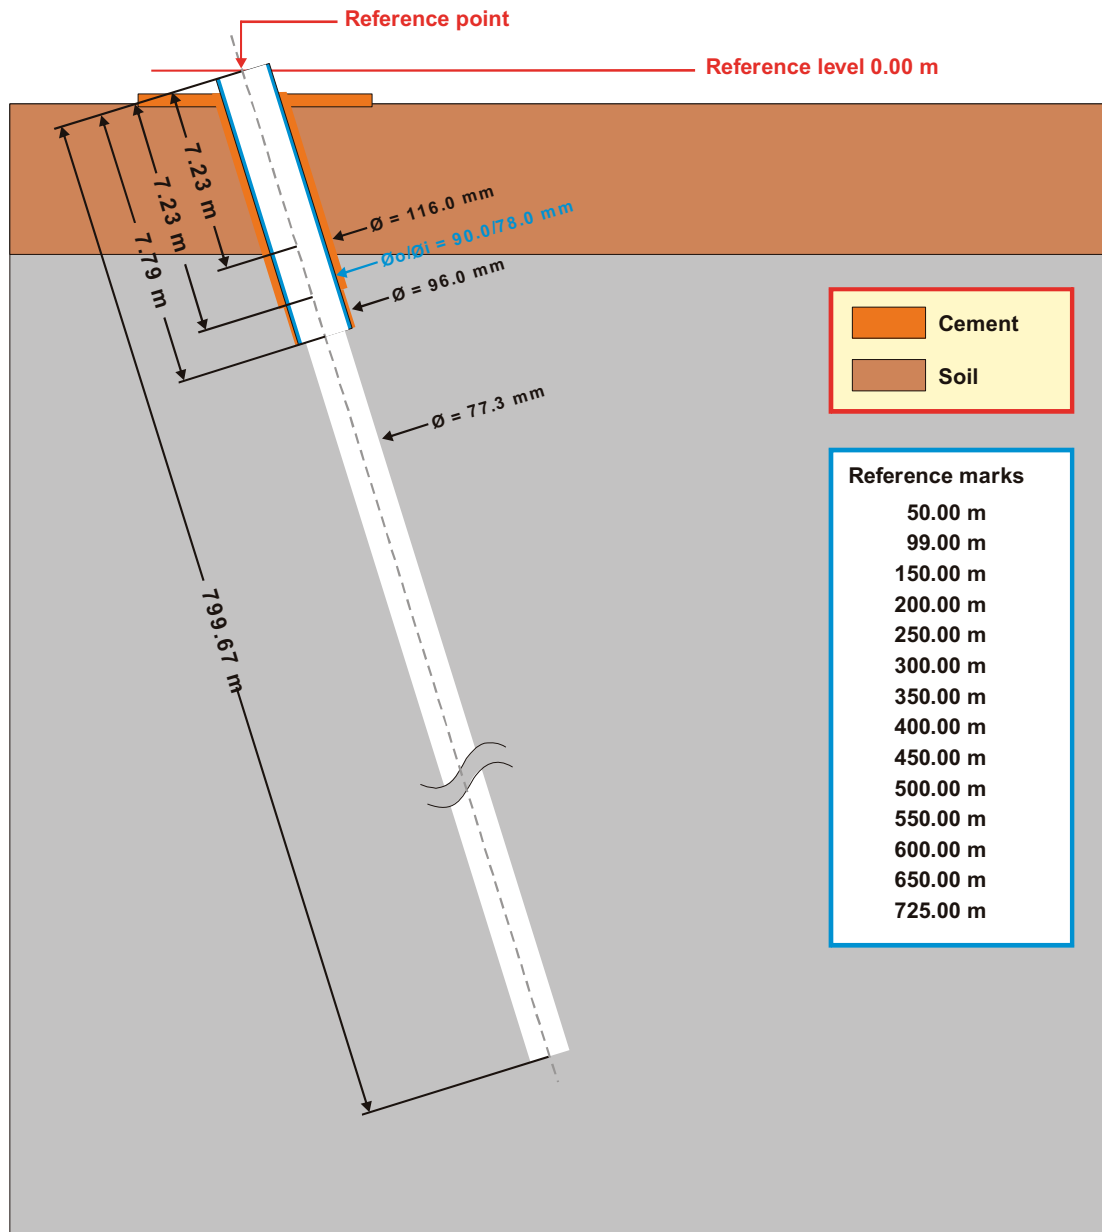 Reference point
Reference level 0.00 m
7.23 m
7.23 m
7.79 m
799.67 m
Ø = 116.0 mm
Øo/Øi = 90.0/78.0 mm
Ø = 96.0 mm
Ø = 77.3 mm
Cement
Soil
Reference marks
50.00 m
99.00 m
150.00 m
200.00 m
250.00 m
300.00 m
350.00 m
400.00 m
450.00 m
500.00 m
550.00 m
600.00 m
650.00 m
725.00 m